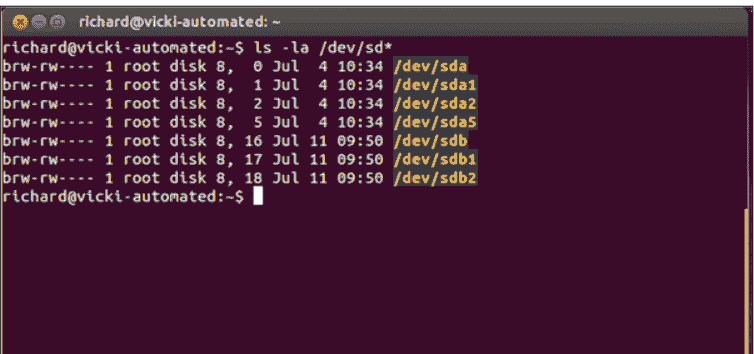 richard@vicki-automated: ~
richard@vicki-automated:~$ ls -la /dev/sd*
brw-rw---- 1 root disk 8,  0 Jul  4 10:34 /dev/sda
brw-rw---- 1 root disk 8,  1 Jul  4 10:34 /dev/sda1
brw-rw---- 1 root disk 8,  2 Jul  4 10:34 /dev/sda2
brw-rw---- 1 root disk 8,  5 Jul  4 10:34 /dev/sda5
brw-rw---- 1 root disk 8, 16 Jul 11 09:50 /dev/sdb
brw-rw---- 1 root disk 8, 17 Jul 11 09:50 /dev/sdb1
brw-rw---- 1 root disk 8, 18 Jul 11 09:50 /dev/sdb2
richard@vicki-automated:~$